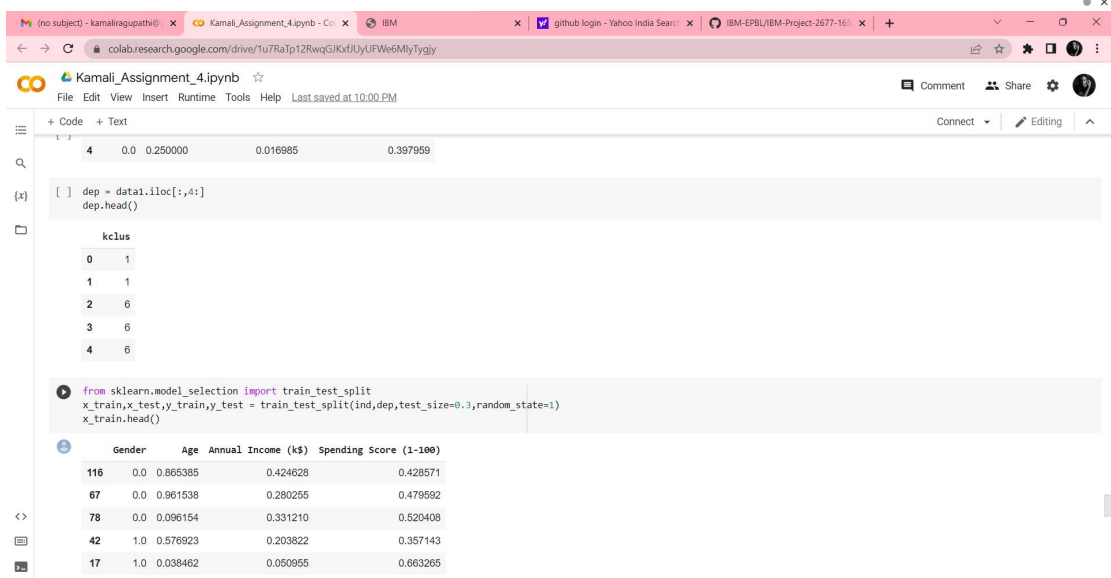 (no subject) - kamaliragupathi@
Kamali_Assignment_4.ipynb - Co
IBM
github login - Yahoo India Searc
IBM-EPBL/IBM-Project-2677-165
colab.research.google.com/drive/1u7RaTp12RwqGJKxfJUyUFWe6MlyTygjy
CO Kamali_Assignment_4.ipynb
Comment Share
File Edit View Insert Runtime Tools Help Last saved at 10:00 PM
+ Code + Text Connect Editing
4 0.0 0.250000 0.016985 0.397959
{x}
[ ] dep = data1.iloc[:,4:]
dep.head()
kclus
0 1
1 1
2 6
3 6
4 6
from sklearn.model_selection import train_test_split
x_train,x_test,y_train,y_test = train_test_split(ind,dep,test_size=0.3,random_state=1)
x_train.head()
Gender Age Annual Income (k$) Spending Score (1-100)
116 0.0 0.865385 0.424628 0.428571
67 0.0 0.961538 0.280255 0.479592
78 0.0 0.096154 0.331210 0.520408
42 1.0 0.576923 0.203822 0.357143
17 1.0 0.038462 0.050955 0.663265